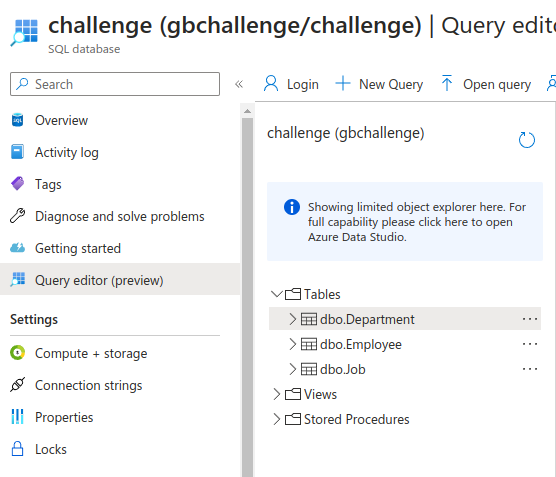 challenge (gbchallenge/challenge) | Query edito
SQL database
Search
«
Login
New Query
Open query
Overview
Activity log
Tags
Diagnose and solve problems
Getting started
Query editor (preview)
Settings
Compute + storage
Connection strings
Properties
Locks
challenge (gbchallenge)
Showing limited object explorer here. For
full capability please click here to open
Azure Data Studio.
Tables
dbo.Department
...
dbo.Employee
...
dbo.Job
...
Views
Stored Procedures